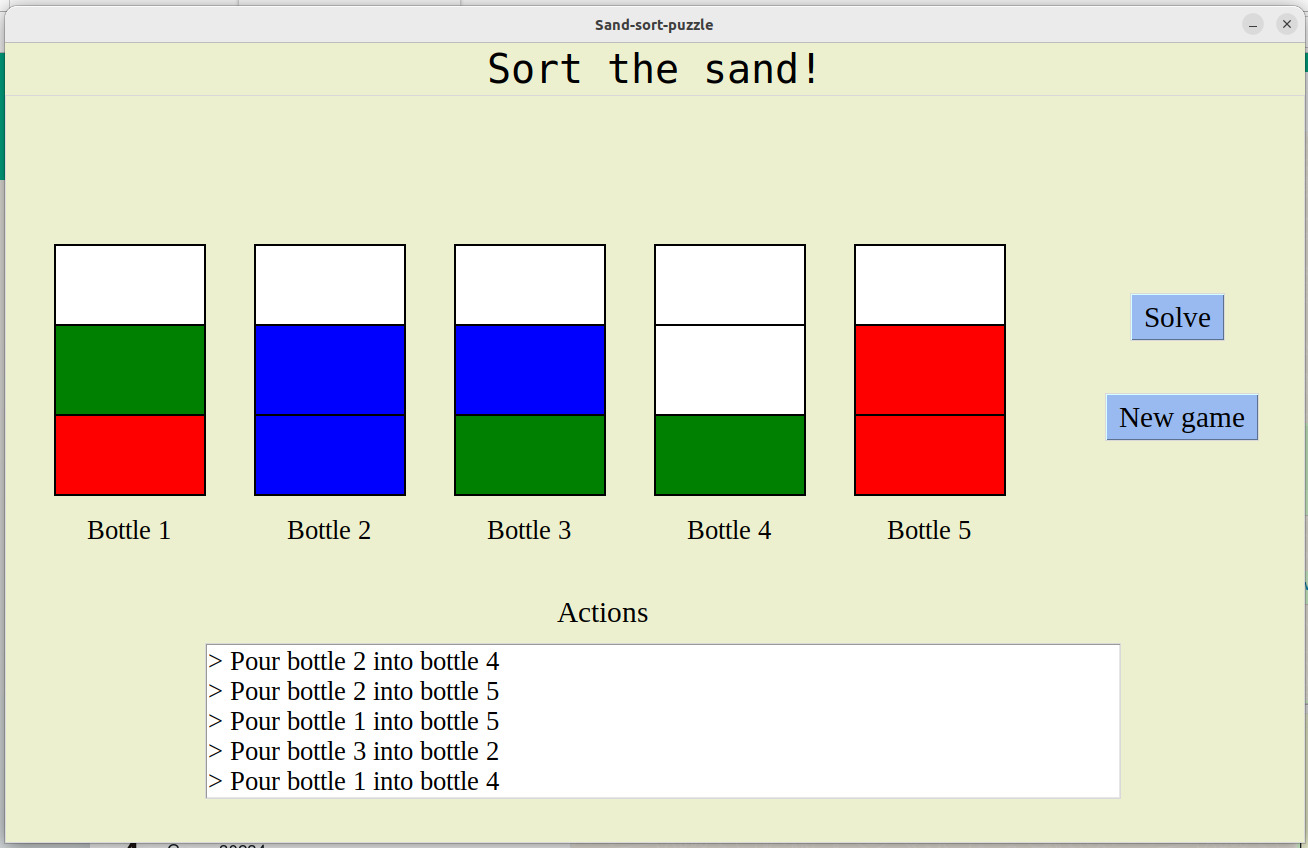 Sand-sort-puzzle
Sort the sand!
Solve
New game
Bottle 1 Bottle 2 Bottle 3 Bottle 4 Bottle 5
Actions
> Pour bottle 2 into bottle 4
> Pour bottle 2 into bottle 5
> Pour bottle 1 into bottle 5
> Pour bottle 3 into bottle 2
> Pour bottle 1 into bottle 4